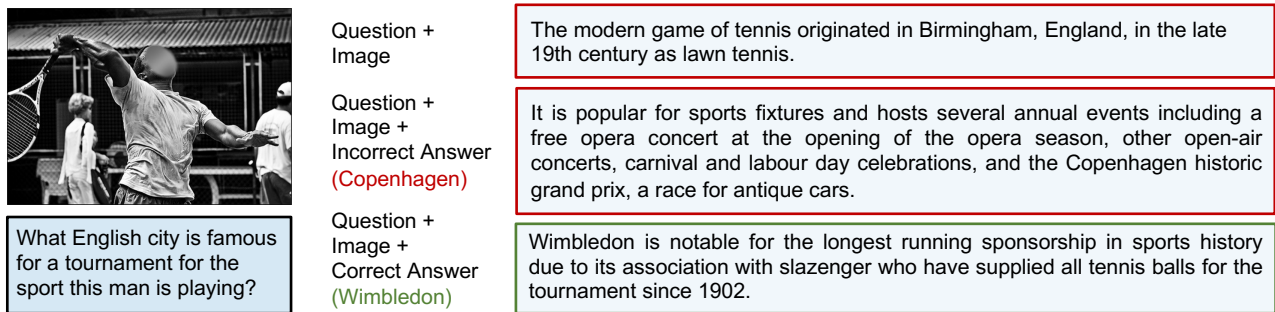 Question +
Image
The modern game of tennis originated in Birmingham, England, in the late
19th century as lawn tennis.
Question +
Image +
Incorrect Answer
(Copenhagen)
It is popular for sports fixtures and hosts several annual events including a
free opera concert at the opening of the opera season, other open-air
concerts, carnival and labour day celebrations, and the Copenhagen historic
grand prix, a race for antique cars.
What English city is famous
for a tournament for the
sport this man is playing?
Question +
Image +
Correct Answer
(Wimbledon)
Wimbledon is notable for the longest running sponsorship in sports history
due to its association with slazenger who have supplied all tennis balls for the
tournament since 1902.